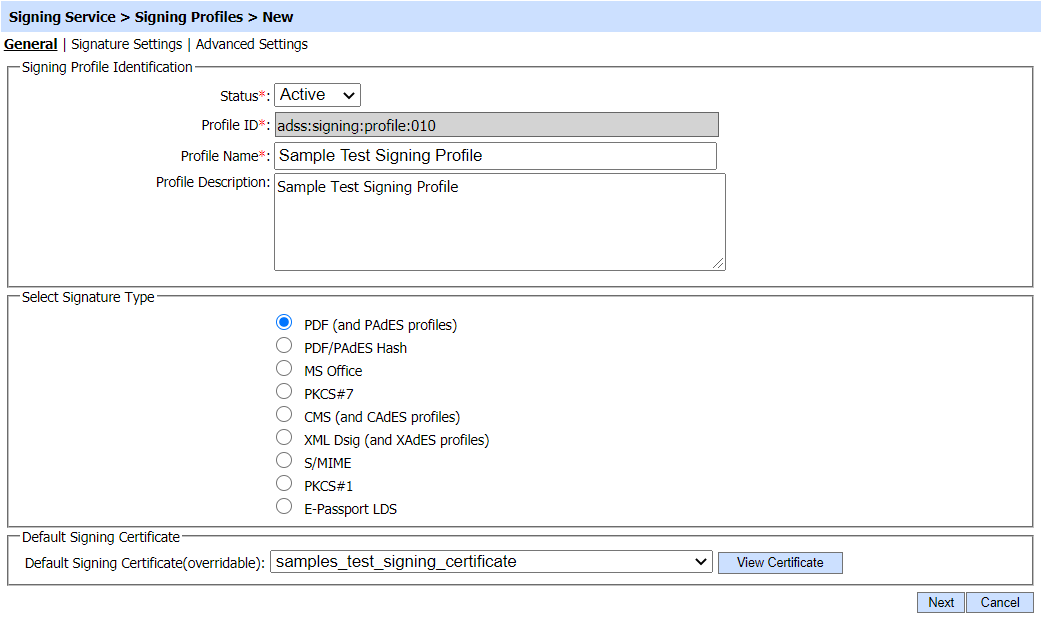 Signing Service > Signing Profiles > New
General | Signature Settings | Advanced Settings
Signing Profile Identification
Status*: Active
Profile ID*: adss:signing:profile:010
Profile Name*: Sample Test Signing Profile
Profile Description: Sample Test Signing Profile
Select Signature Type
PDF (and PAdES profiles)
PDF/PAdES Hash
MS Office
PKCS#7
CMS (and CAdES profiles)
XML Dsig (and XAdES profiles)
S/MIME
PKCS#1
E-Passport LDS
Default Signing Certificate
Default Signing Certificate(overridable): samples_test_signing_certificate View Certificate
Next Cancel